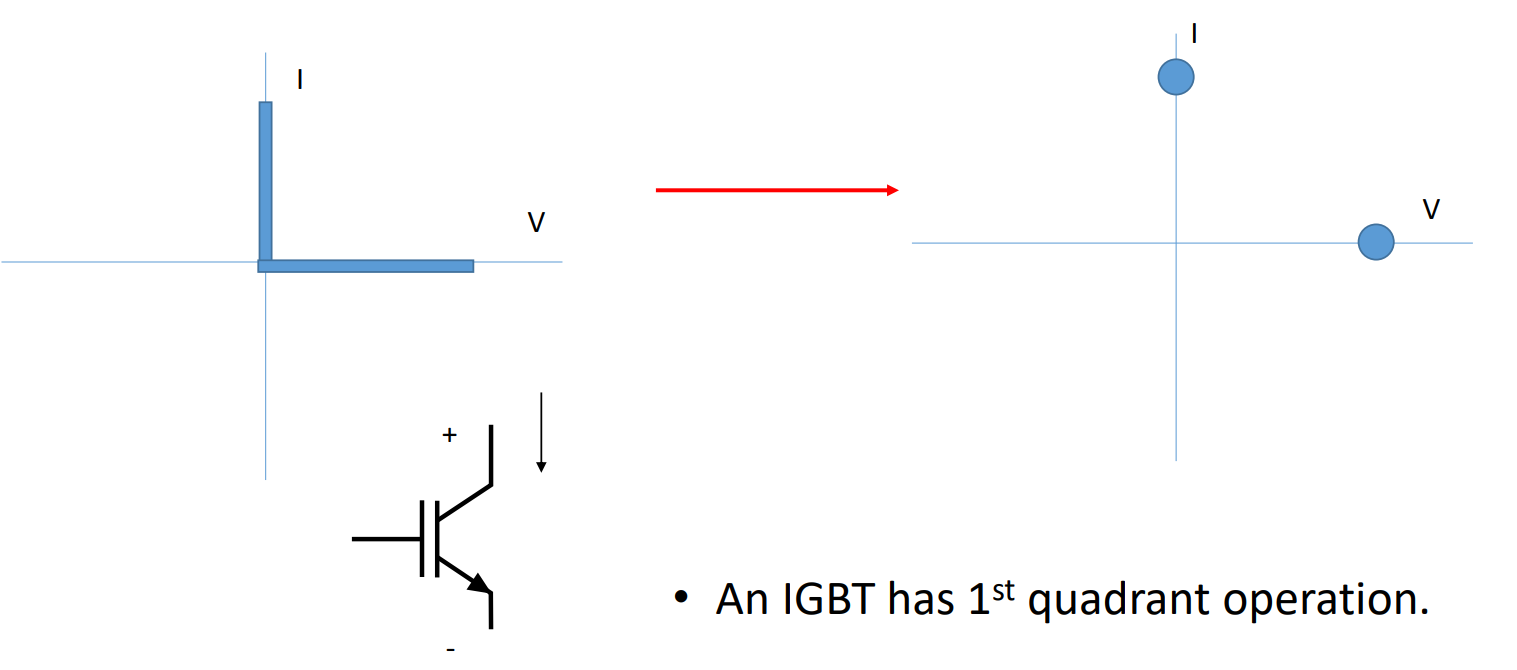 I
I
V
V
+
-
• An IGBT has 1st quadrant operation.